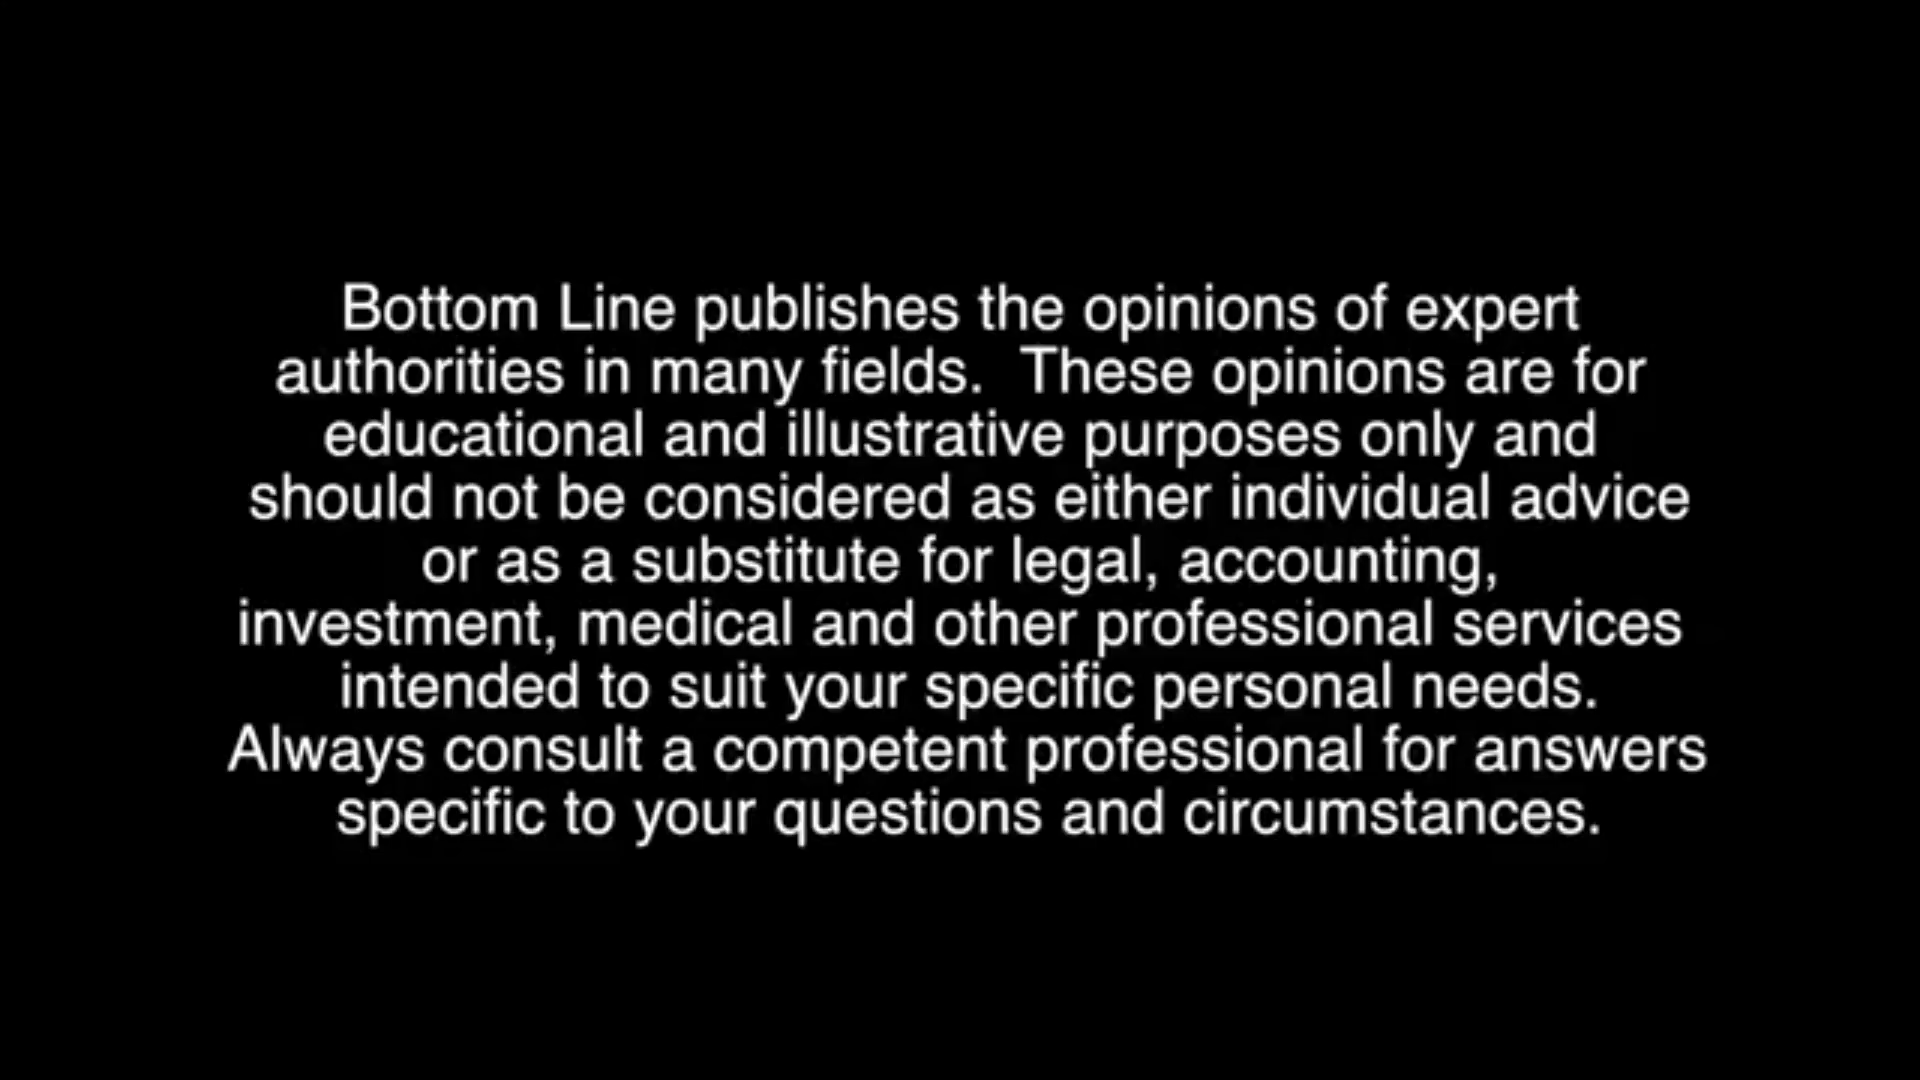 Bottom Line publishes the opinions of expert
authorities in many fields.  These opinions are for
educational and illustrative purposes only and
should not be considered as either individual advice
or as a substitute for legal, accounting,
investment, medical and other professional services
intended to suit your specific personal needs.
Always consult a competent professional for answers
specific to your questions and circumstances.